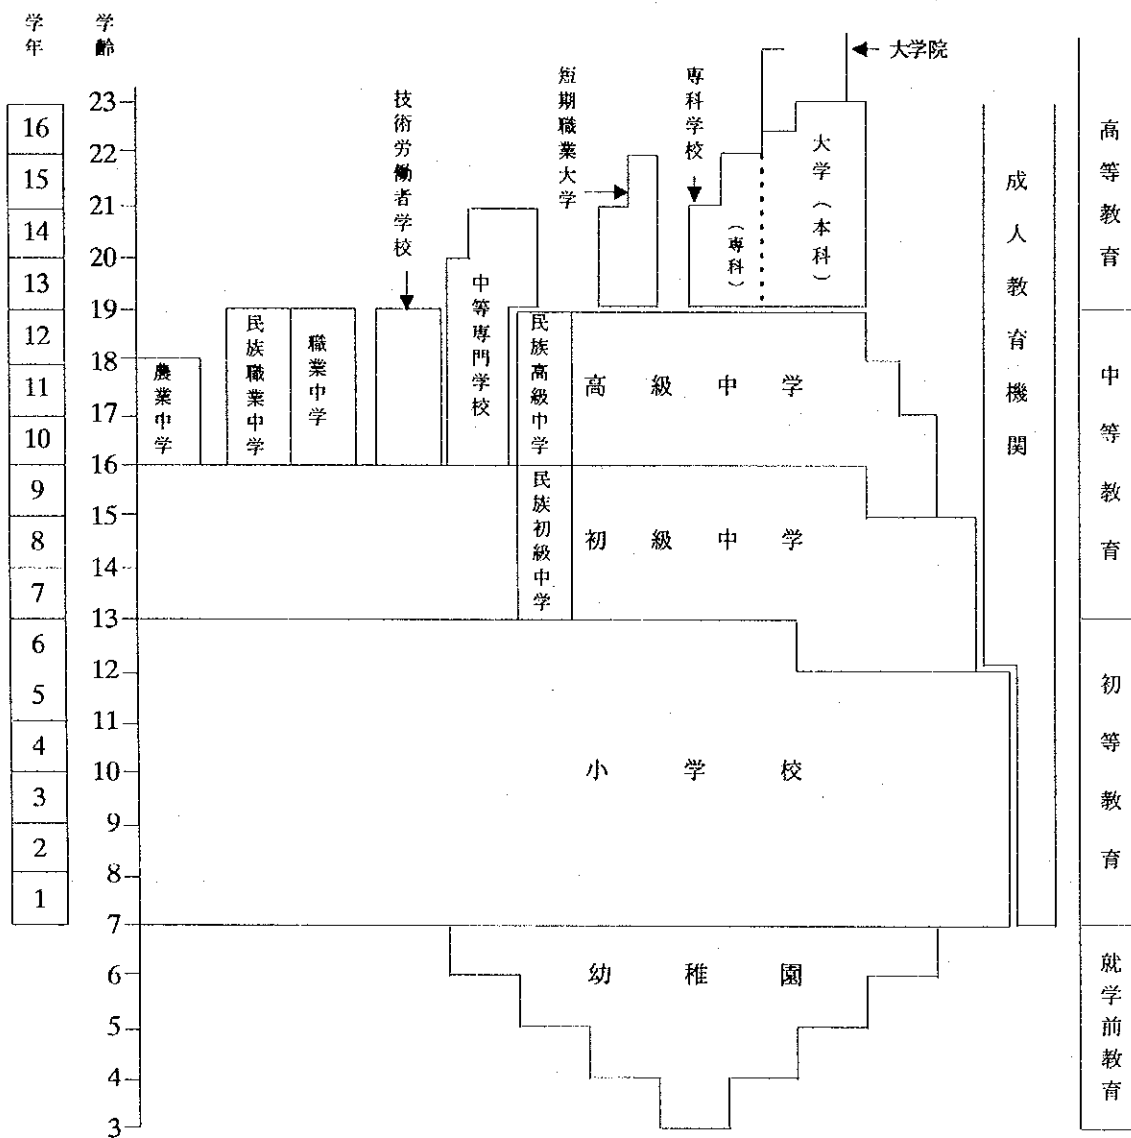 学年
学齢
16
15
14
13
12
11
10
9
8
7
6
5
4
3
2
1
23
22
21
20
19
18
17
16
15
14
13
12
11
10
9
8
7
6
5
4
3
大学院
技術労働者学校
短期職業大学
専科学校
大学（本科）
（専科）
中等専門学校
農業中学
民族職業中学
職業中学
民族高級中学
高級中学
民族初級中学
初級中学
小学校
幼稚園
成人教育機関
高等教育
中等教育
初等教育
就学前教育